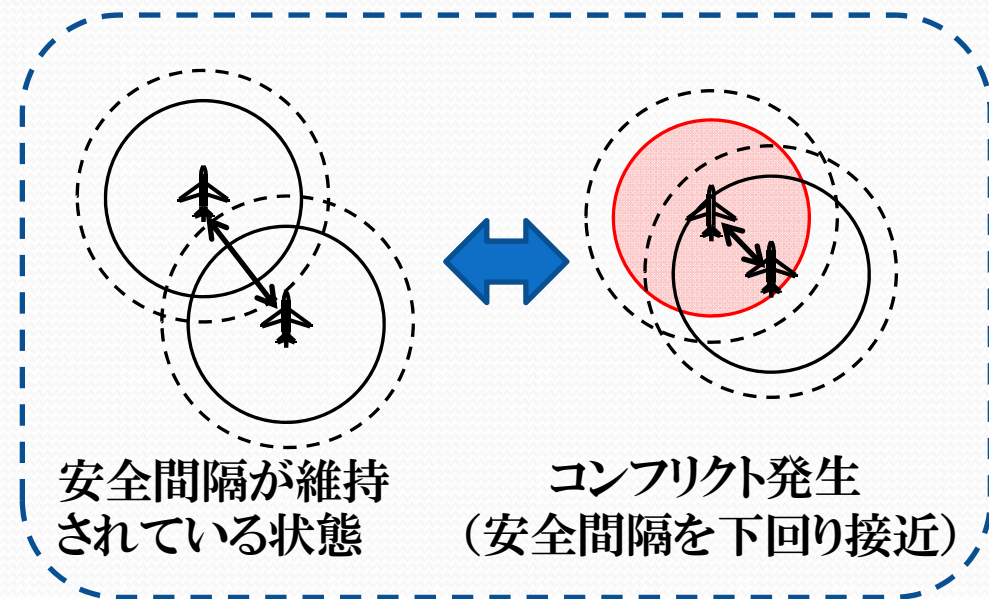 安全間隔が維持
されている状態
コンフリクト発生
（安全間隔を下回り接近）